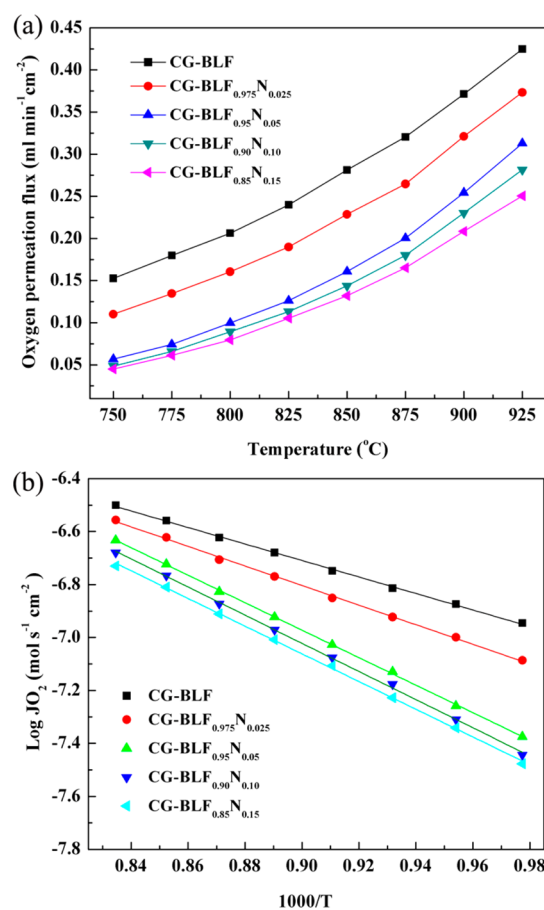 (a)
CG-BLF
CG-BLF0.975N0.025
CG-BLF0.95N0.05
CG-BLF0.90N0.10
CG-BLF0.85N0.15
Oxygen permeation flux (ml min-1cm-2)
0.45
0.40
0.35
0.30
0.25
0.20
0.15
0.10
0.05
750 775 800 825 850 875 900 925
Temperature (oC)
(b)
Log JO2 (mol s-1 cm-2)
-6.4
-6.6
-6.8
-7.0
-7.2
-7.4
-7.6
-7.8
CG-BLF
CG-BLF0.975N0.025
CG-BLF0.95N0.05
CG-BLF0.90N0.10
CG-BLF0.85N0.15
0.84 0.86 0.88 0.90 0.92 0.94 0.96 0.98
1000/T